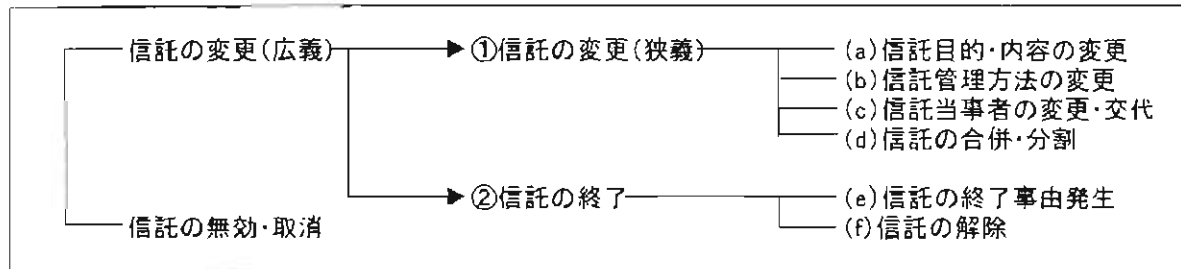 信託の変更(広義) ①信託の変更(狭義) (a)信託目的・内容の変更
(b)信託管理方法の変更
(c)信託当事者の変更・交代
(d)信託の合併・分割
②信託の終了 (e)信託の終了事由発生
信託の無効・取消 (f)信託の解除